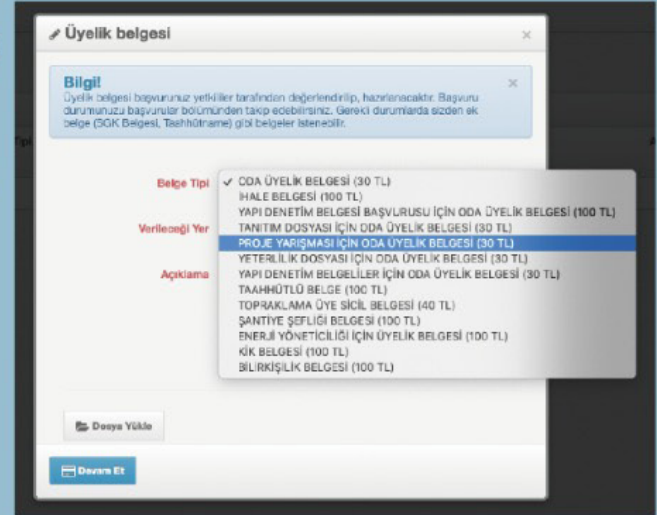 Üyelik belgesi
Bilgi!
Üyelik belgesi başvurunuz yetkililer tarafından değerlendirilip, hazırlanacaktır. Başvuru
durumunuzu başvurular bölümünden takip edebilirsiniz. Gerekli durumlarda sizden ek
belge (SGK Belgesi, Taahhütname) gibi belgeler istenebilir.
Belge Tipi
ODA ÜYELİK BELGESİ (30 TL)
İHALE BELGESİ (100 TL)
YAPI DENETİM BELGESİ BAŞVURUSU İÇİN ODA ÜYELİK BELGESİ (100 TL)
Verileceği Yer
TANITIM DOSYASI İÇİN ODA ÜYELİK BELGESİ (30 TL)
PROJE YARIŞMASI İÇİN ODA ÜYELİK BELGESİ (30 TL)
YETERLİLİK DOSYASI İÇİN ODA ÜYELİK BELGESİ (30 TL)
Açıklama
YAPI DENETİM BELGELİLER İÇİN ODA ÜYELİK BELGESİ (30 TL)
TAAHHÜTLÜ BELGE (100 TL)
TOPRAKLAMA ÜYE SİCİL BELGESİ (40 TL)
ŞANTİYE ŞEFLİĞİ BELGESİ (100 TL)
ENERJİ YÖNETİCİLİĞİ İÇİN ÜYELİK BELGESİ (100 TL)
KİK BELGESİ (100 TL)
BİLİRKİŞİLİK BELGESİ (100 TL)
Dosya Yükle
Devam Et